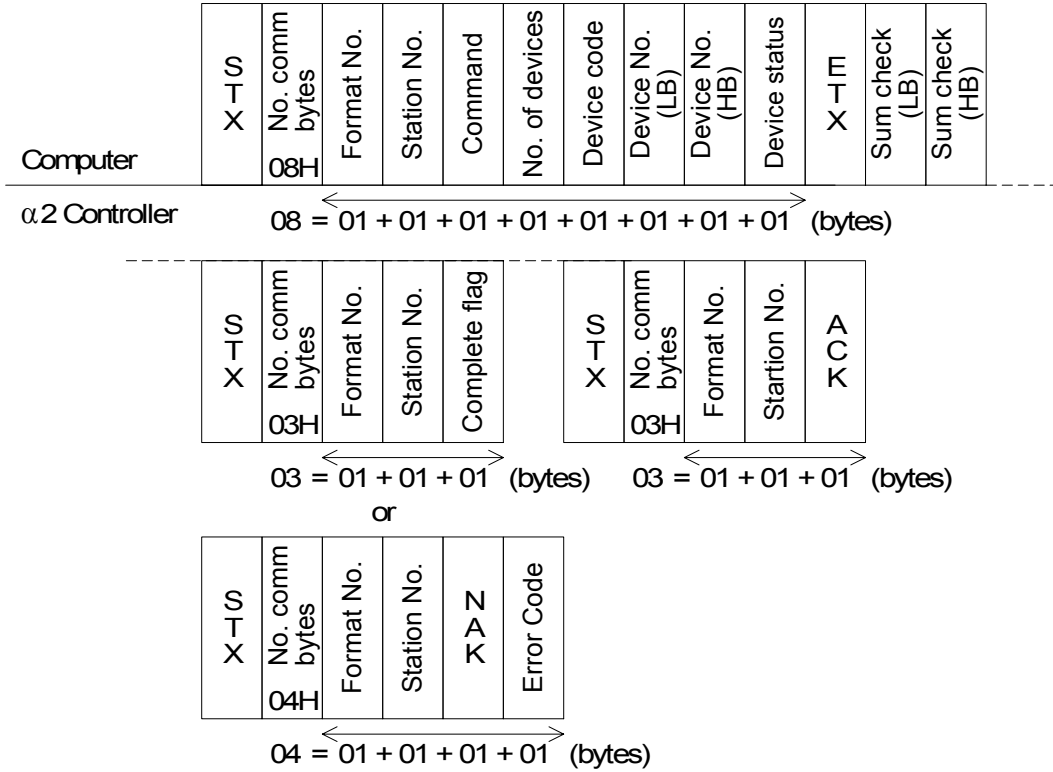 Computer
STX
No. comm bytes
08H
Format No.
Station No.
Command
No. of devices
Device code
Device No. (LB)
Device No. (HB)
Device status
ETX
Sum check (LB)
Sum check (HB)
α2 Controller
08 = 01 + 01 + 01 + 01 + 01 + 01 + 01 + 01 (bytes)
STX
No. comm bytes
03H
Format No.
Station No.
Complete flag
03 = 01 + 01 + 01 (bytes)
STX
No. comm bytes
03H
Format No.
Startion No.
ACK
03 = 01 + 01 + 01 (bytes)
or
STX
No. comm bytes
04H
Format No.
Station No.
NAK
Error Code
04 = 01 + 01 + 01 + 01 (bytes)